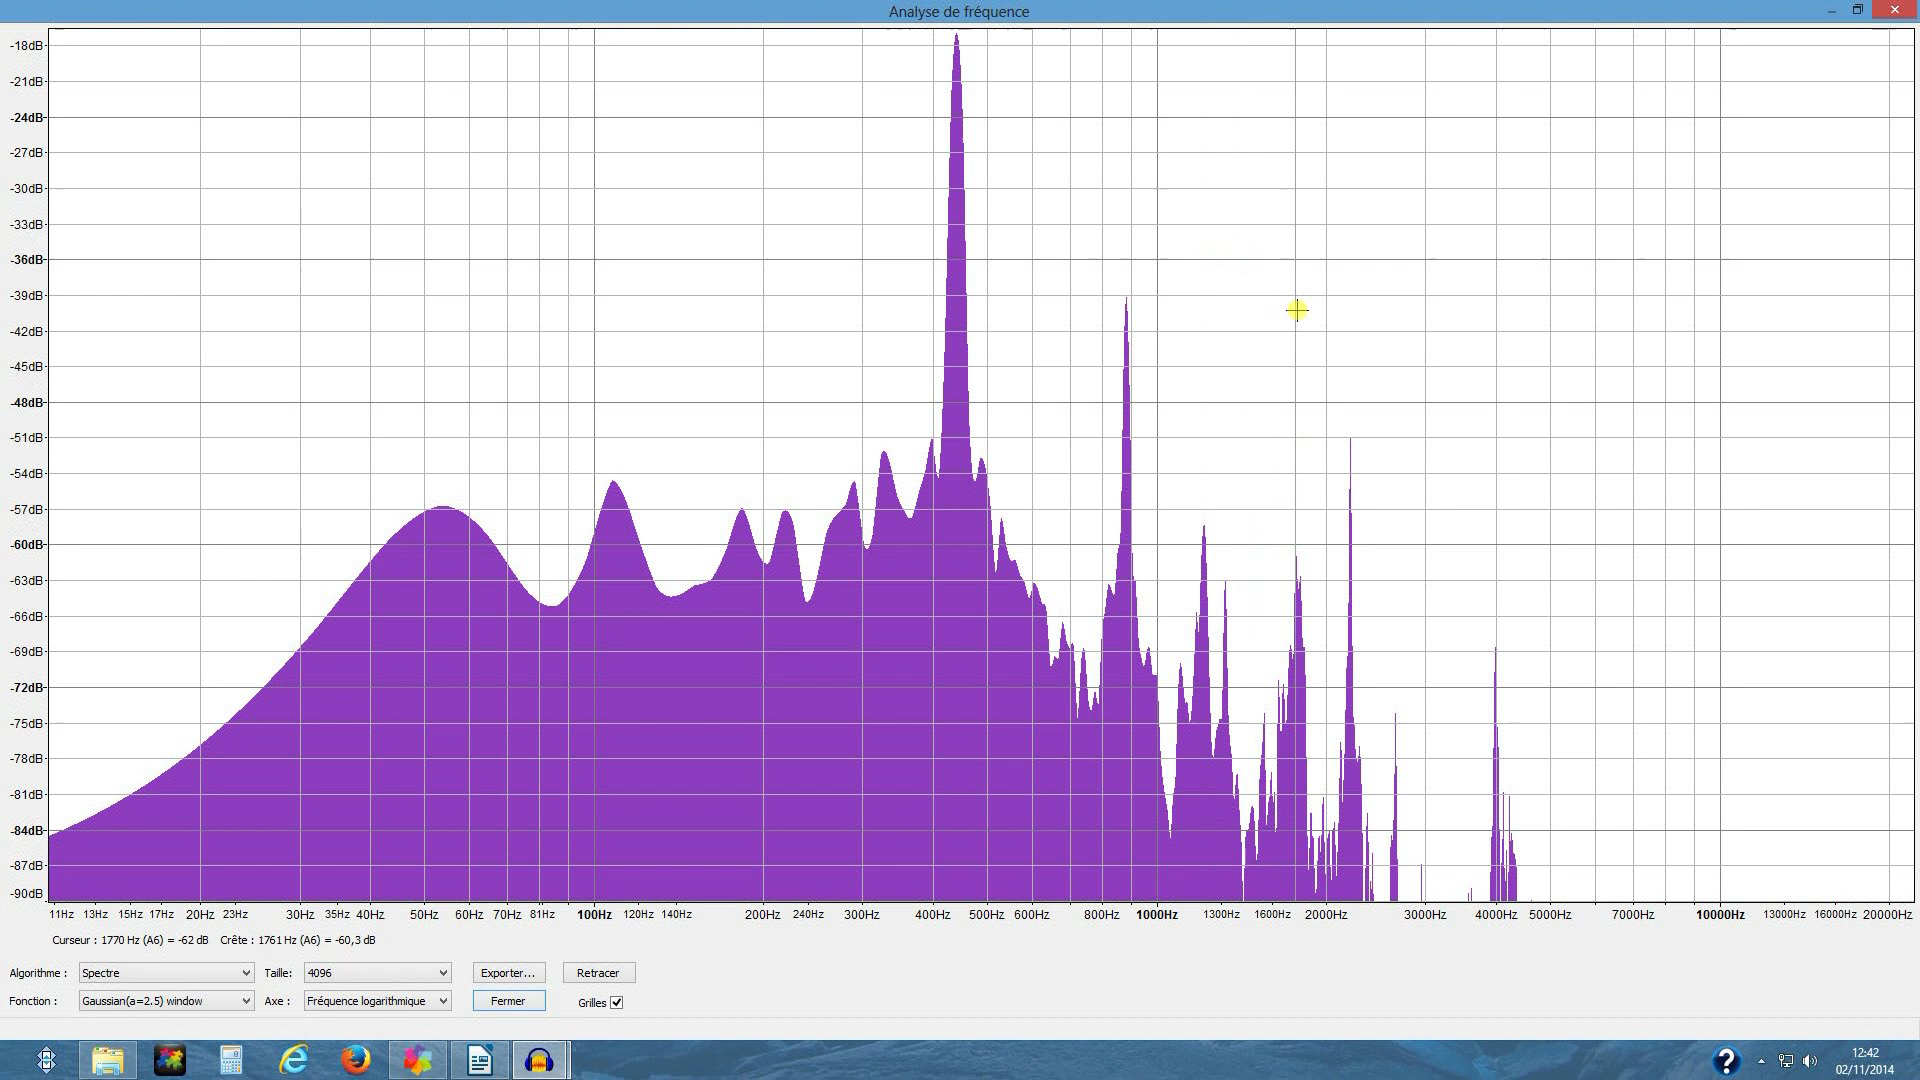 Analyse de fréquence
-18dB
-21dB
-24dB
-27dB
-30dB
-33dB
-36dB
-39dB
-42dB
-45dB
-48dB
-51dB
-54dB
-57dB
-60dB
-63dB
-66dB
-69dB
-72dB
-75dB
-78dB
-81dB
-84dB
-87dB
-90dB
11Hz 13Hz 15Hz 17Hz 20Hz 23Hz 30Hz 35Hz 40Hz 50Hz 60Hz 70Hz 81Hz 100Hz 120Hz 140Hz 200Hz 240Hz 300Hz 400Hz 500Hz 600Hz 800Hz 1000Hz 1300Hz 1600Hz 2000Hz 3000Hz 4000Hz 5000Hz 7000Hz 10000Hz 13000Hz 16000Hz 20000Hz
Curseur : 1770 Hz (A6) = -62 dB Crête : 1761 Hz (A6) = -60,3 dB
Algorithme : Spectre Taille: 4096 Exporter... Retracer
Fonction : Gaussian(a=2.5) window Axe : Fréquence logarithmique Fermer Grilles
12:42
02/11/2014